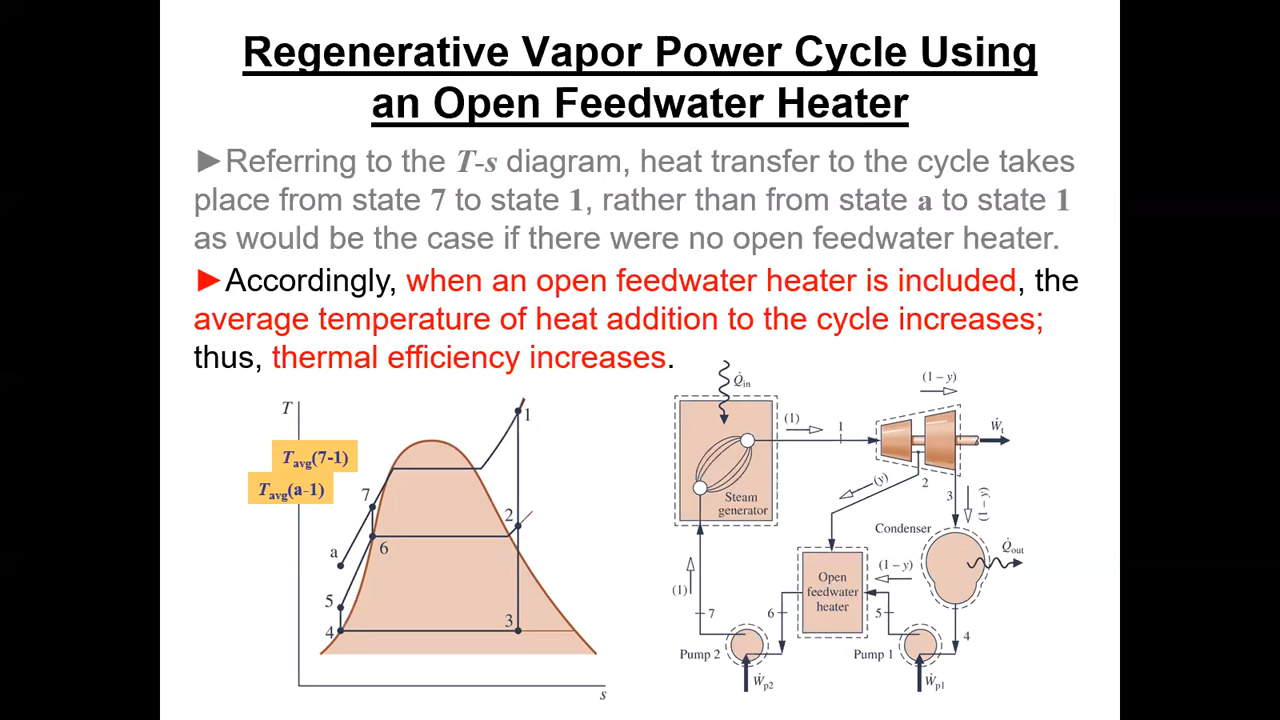 Regenerative Vapor Power Cycle Using
an Open Feedwater Heater
►Referring to the T-s diagram, heat transfer to the cycle takes
place from state 7 to state 1, rather than from state a to state 1
as would be the case if there were no open feedwater heater.
►Accordingly, when an open feedwater heater is included, the
average temperature of heat addition to the cycle increases;
thus, thermal efficiency increases.
T
Tavg(7-1)
Tavg(a-1)
1
7
2
a
6
5
4
3
s
Q̇in
(1 – y)
(1)
1
Ẇt
Steam
generator
(y)
2
3
(1–y)
Condenser
Q̇out
(1 – y)
Open
feedwater
heater
(1)
7
6
5
4
Pump 2
Pump 1
Ẇp2
Ẇp1